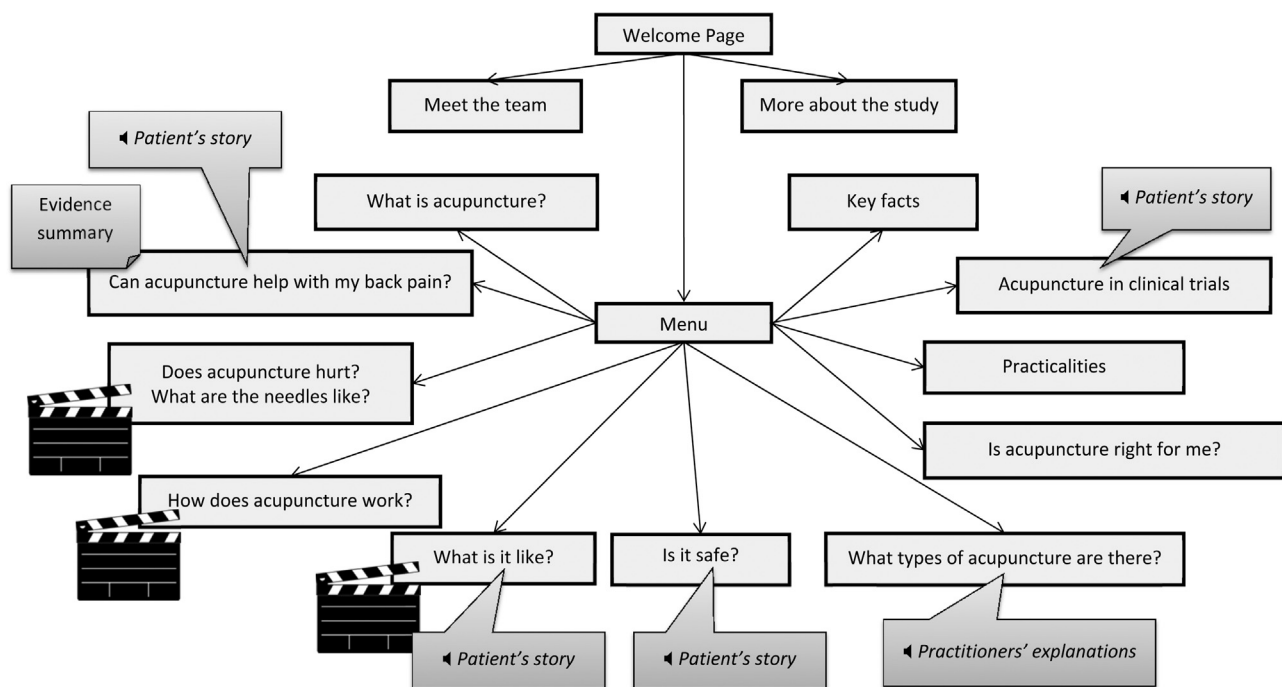 Welcome Page
Meet the team
More about the study
Patient’s story
What is acupuncture?
Key facts
Patient’s story
Evidence
summary
Can acupuncture help with my back pain?
Acupuncture in clinical trials
Menu
Does acupuncture hurt?
What are the needles like?
Practicalities
Is acupuncture right for me?
How does acupuncture work?
What is it like?
Is it safe?
What types of acupuncture are there?
Patient’s story
Patient’s story
Practitioners’ explanations